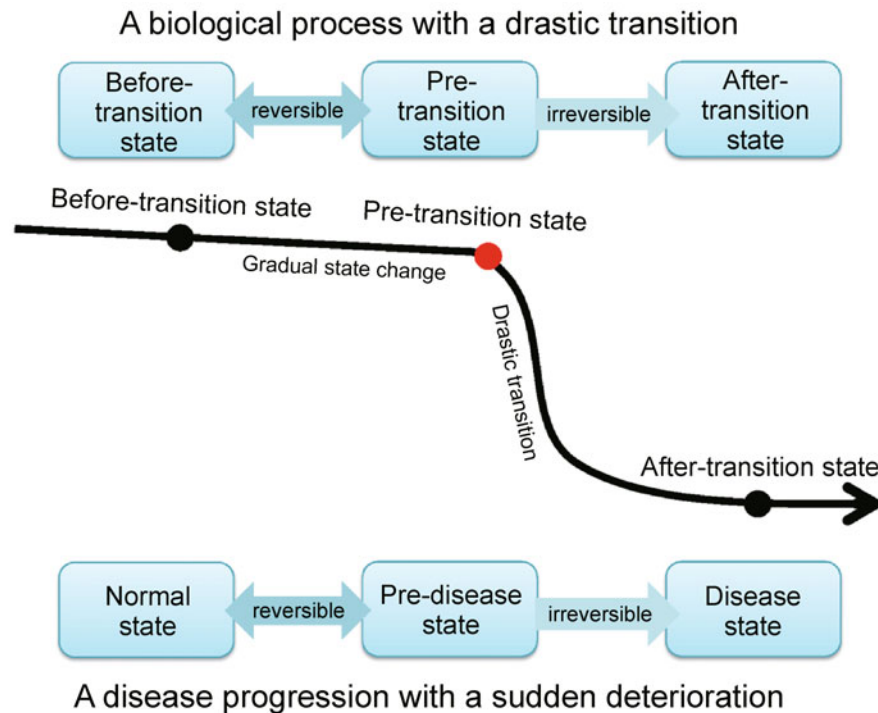 A biological process with a drastic transition
Before-
transition
state
reversible
Pre-
transition
state
irreversible
After-
transition
state
Before-transition state
Pre-transition state
Gradual state change
Drastic transition
After-transition state
Normal
state
reversible
Pre-disease
state
irreversible
Disease
state
A disease progression with a sudden deterioration